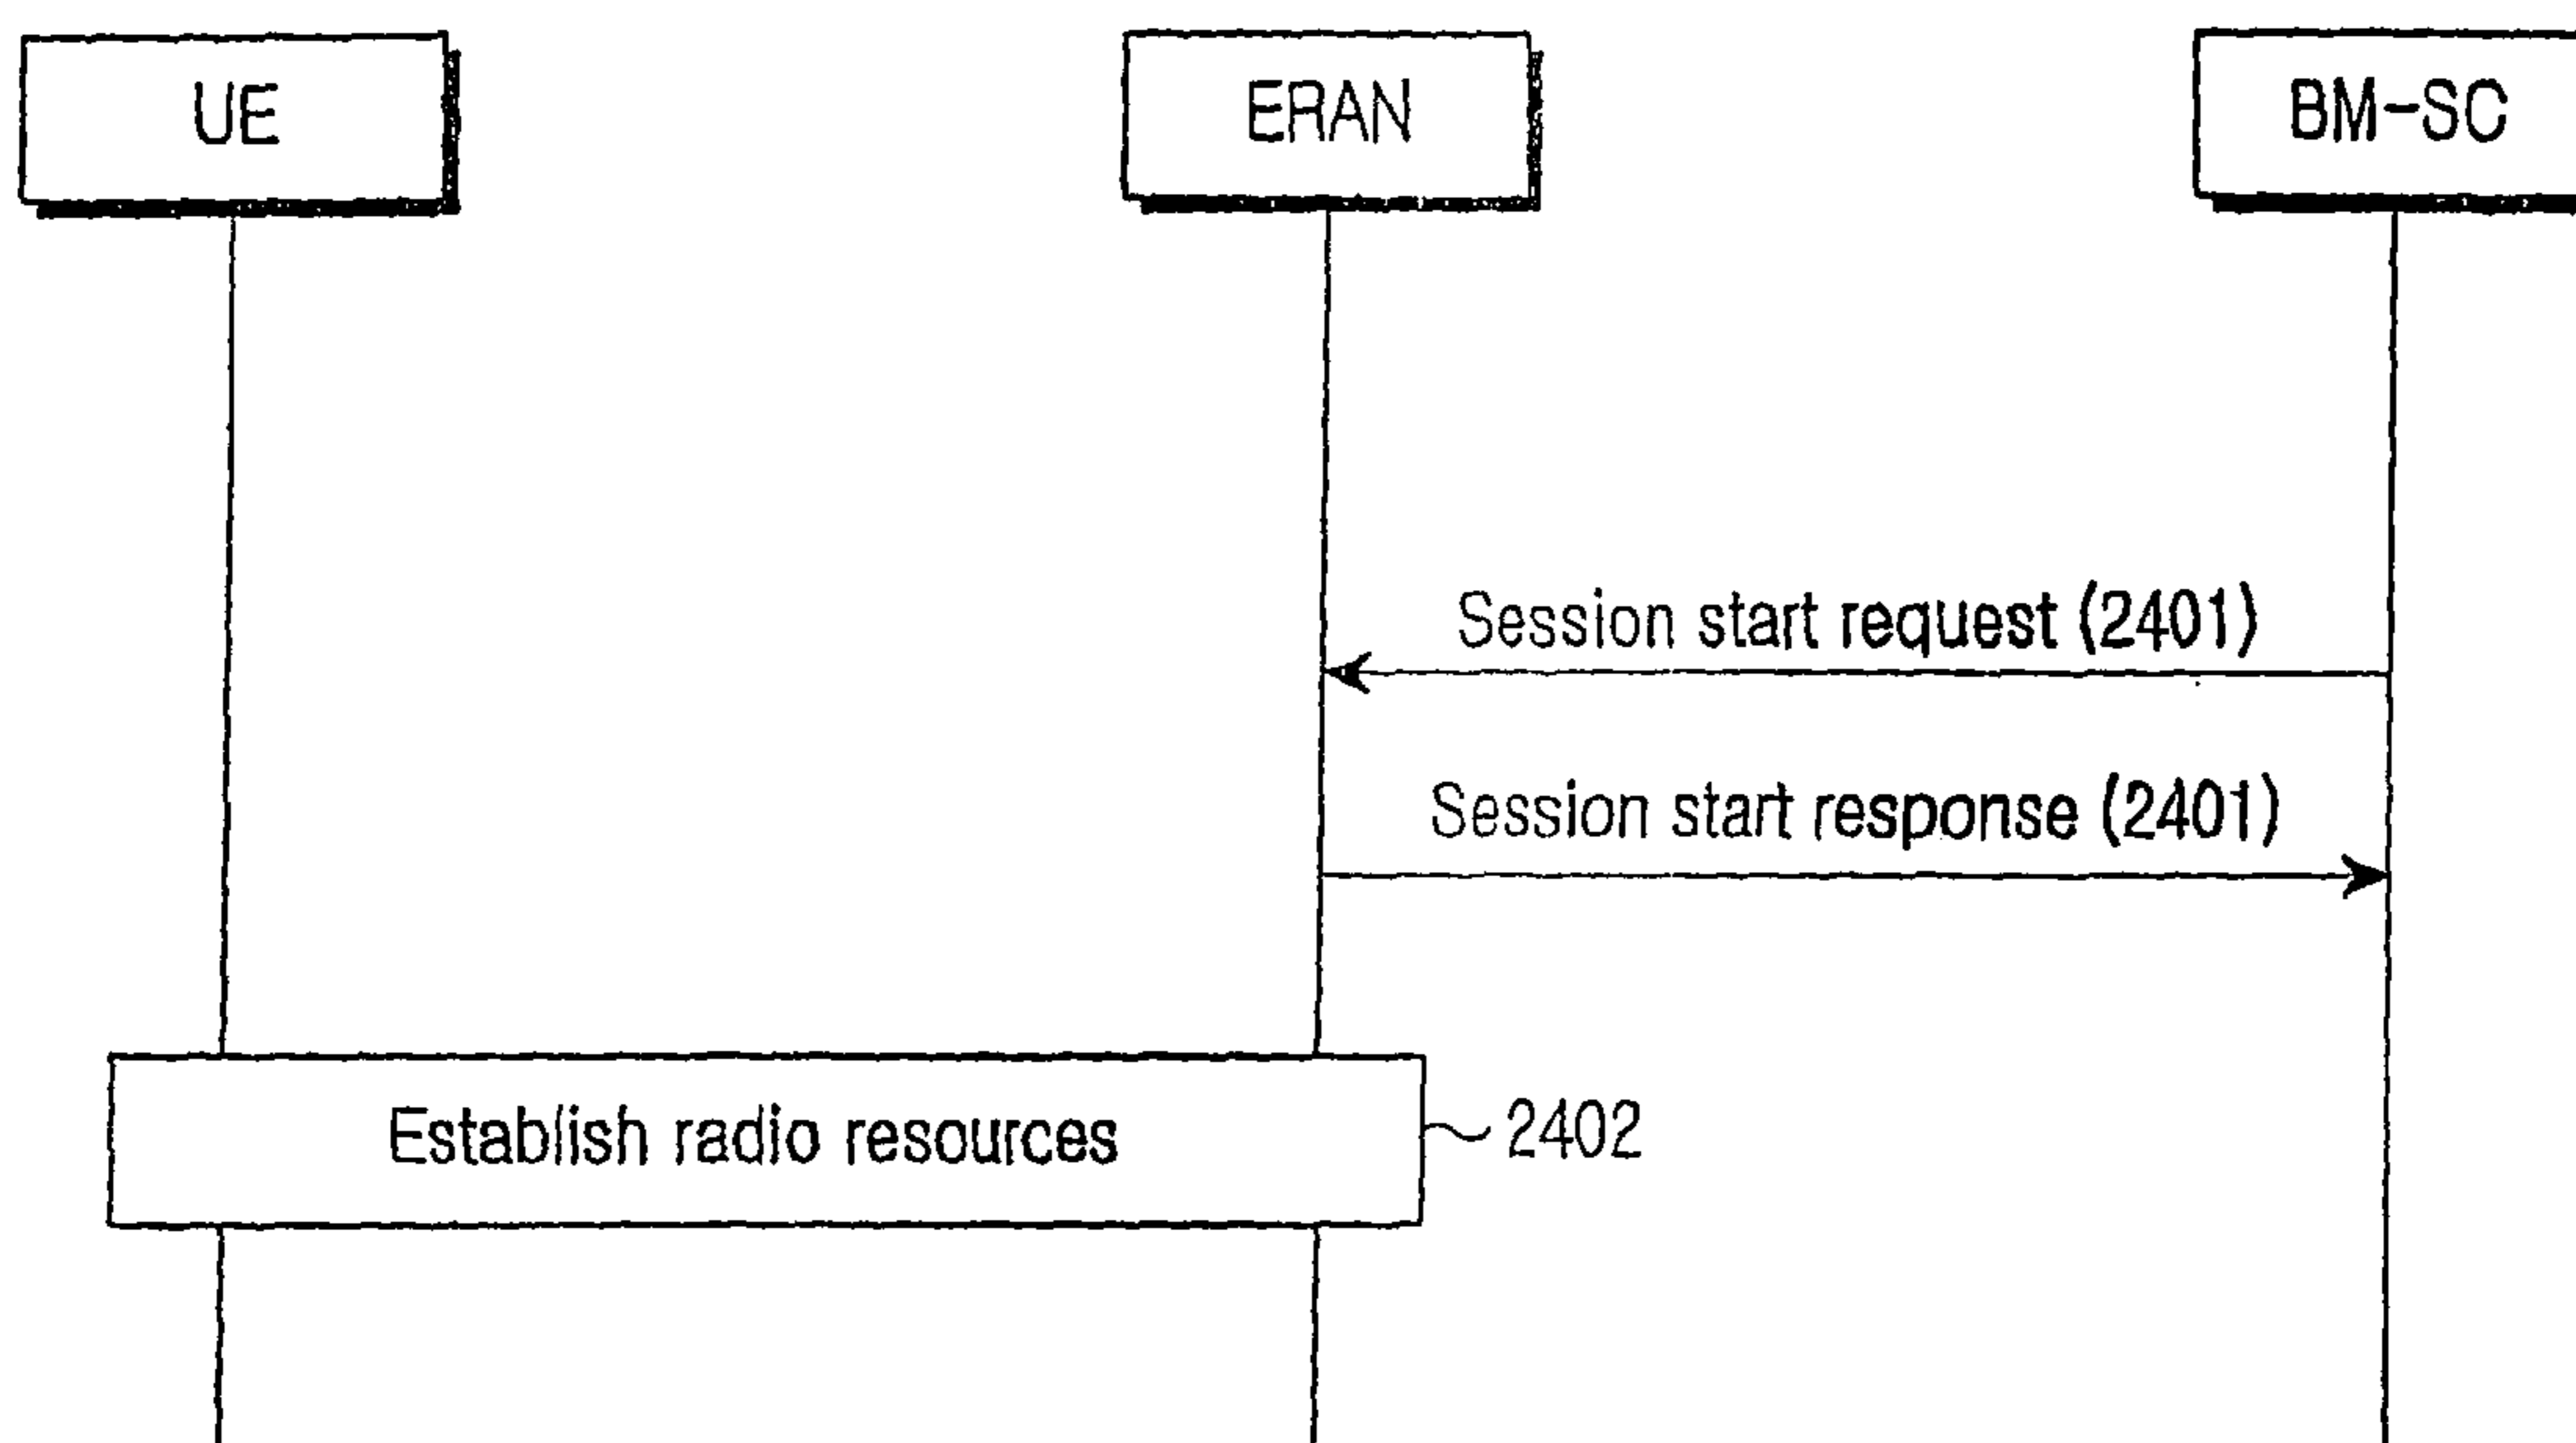 UE
ERAN
BM-SC
Session start request (2401)
Session start response (2401)
Establish radio resources
2402